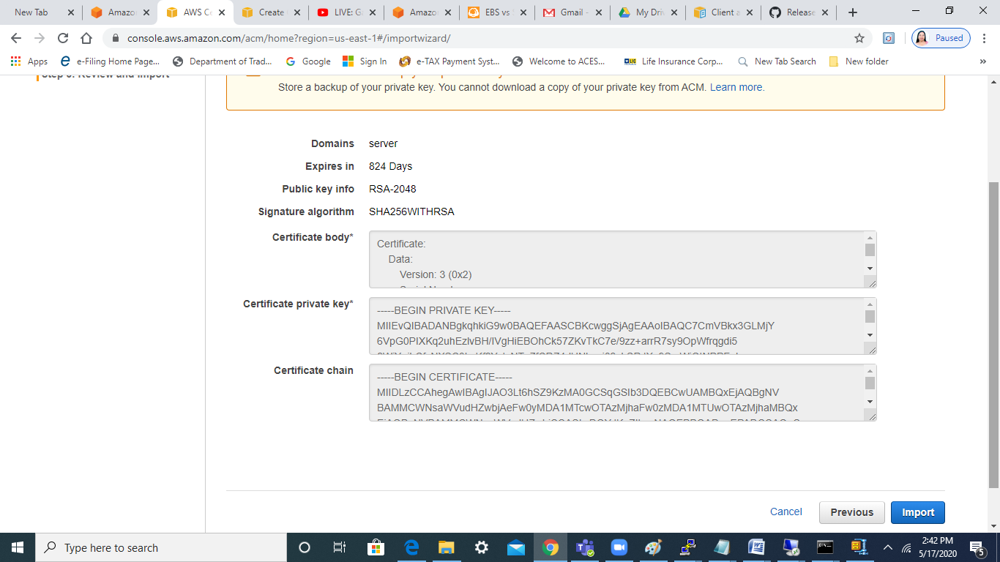 New Tab
Amazo
AWS Ce
Create
LIVE: G
Amazo
EBS vs
Gmail -
My Driv
Client a
Release
console.aws.amazon.com/acm/home?region=us-east-1#/importwizard/
Paused
Apps
e-Filing Home Page...
Department of Trad...
Google
Sign In
e-TAX Payment Syst...
Welcome to ACES...
Life Insurance Corp...
New Tab Search
New folder
»
Store a backup of your private key. You cannot download a copy of your private key from ACM. Learn more.
Domains server
Expires in 824 Days
Public key info RSA-2048
Signature algorithm SHA256WITHRSA
Certificate body*
Certificate:
Data:
Version: 3 (0x2)
Certificate private key*
-----BEGIN PRIVATE KEY-----
MIIEvQIBADANBgkqhkiG9w0BAQEFAASCBKcwggSjAgEAAoIBAQC7CmVBkx3GLMjY
6VpG0PIXKq2uhEzIvBH/IVgHiEBOhCk57ZKvTkC7e/9zz+arrR7sy9OpWfrqgdi5
Certificate chain
-----BEGIN CERTIFICATE-----
MIIDLzCCAhegAwIBAgIJAO3Lt6hSZ9KzMA0GCSqGSIb3DQEBCwUAMBQxEjAQBgNV
BAMMCWNsaWVudHZwbjAeFw0yMDA1MTcwOTAzMjhaFw0zMDA1MTUwOTAzMjhaMBQx
Cancel
Previous
Import
Type here to search
2:42 PM
5/17/2020
5